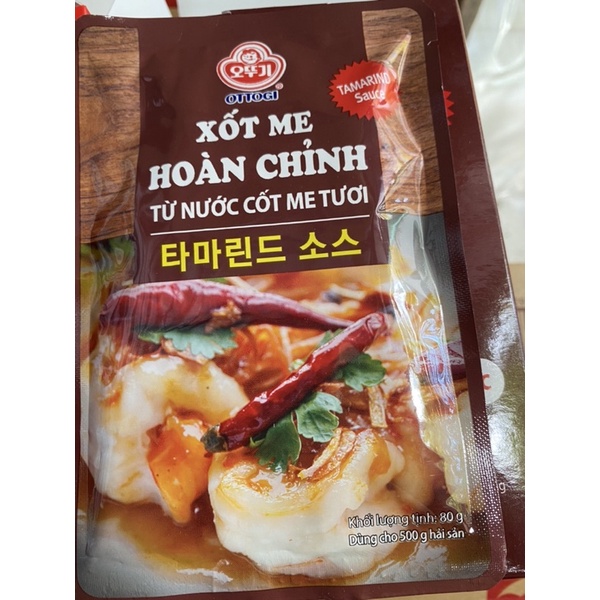 오뚜기
OTTOGI
TAMARIND
Sauce
XỐT ME
HOÀN CHỈNH
TỪ NƯỚC CỐT ME TƯƠI
타마린드 소스
Khối lượng tịnh: 80 g
Dùng cho 500 g hải sản